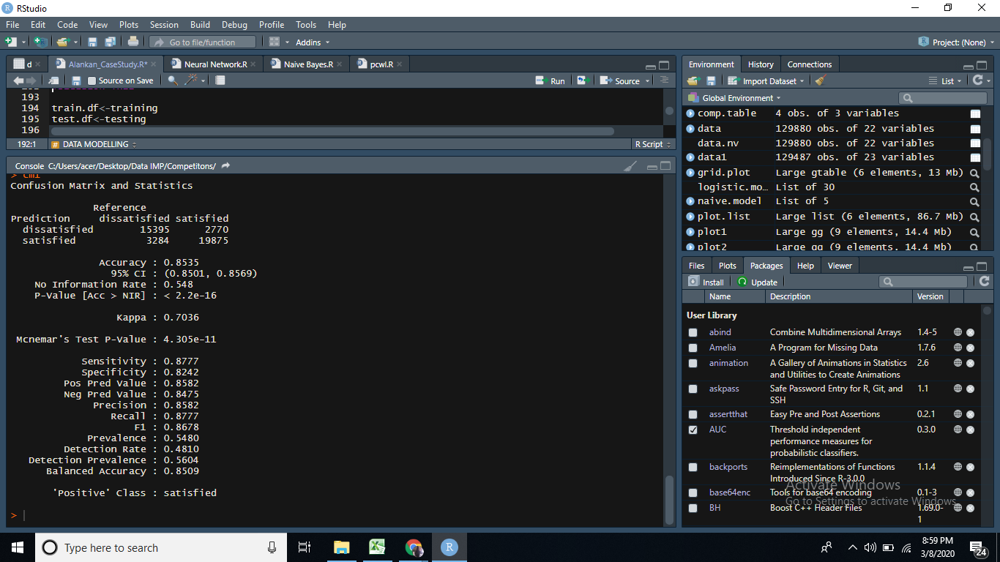 RStudio
File Edit Code View Plots Session Build Debug Profile Tools Help
Go to file/function Addins Project: (None)
d Alankan_CaseStudy.R* Neural Network.R Naive Bayes.R pcwl.R
Source on Save Run Source
193
194 train.df<-training
195 test.df<-testing
196
192:1 # DATA MODELLING R Script
Console C:/Users/acer/Desktop/Data IMP/Competitons/
> Cm1
Confusion Matrix and Statistics
Reference
Prediction dissatisfied satisfied
dissatisfied 15395 2770
satisfied 3284 19875
Accuracy : 0.8535
95% CI : (0.8501, 0.8569)
No Information Rate : 0.548
P-Value [Acc > NIR] : < 2.2e-16
Kappa : 0.7036
Mcnemar's Test P-Value : 4.305e-11
Sensitivity : 0.8777
Specificity : 0.8242
Pos Pred Value : 0.8582
Neg Pred Value : 0.8475
Precision : 0.8582
Recall : 0.8777
F1 : 0.8678
Prevalence : 0.5480
Detection Rate : 0.4810
Detection Prevalence : 0.5604
Balanced Accuracy : 0.8509
'Positive' Class : satisfied
>
Environment History Connections
Import Dataset List
Global Environment
comp.table 4 obs. of 3 variables
data 129880 obs. of 22 variables
data.nv 129880 obs. of 22 variables
data1 129487 obs. of 23 variables
grid.plot Large gtable (6 elements, 13 Mb)
logistic.mo… List of 30
naive.model List of 5
plot.list Large list (6 elements, 86.7 Mb)
plot1 Large gg (9 elements, 14.4 Mb)
plot2 Large gg (9 elements, 14.4 Mb)
Files Plots Packages Help Viewer
Install Update
Name Description Version
User Library
abind Combine Multidimensional Arrays 1.4-5
Amelia A Program for Missing Data 1.7.6
animation A Gallery of Animations in Statistics 2.6
and Utilities to Create Animations
askpass Safe Password Entry for R, Git, and 1.1
SSH
assertthat Easy Pre and Post Assertions 0.2.1
AUC Threshold independent 0.3.0
performance measures for
probabilistic classifiers.
backports Reimplementations of Functions 1.1.4
Introduced Since R-3.0.0
base64enc Tools for base64 encoding 0.1-3
BH Boost C++ Header Files 1.69.0-
1
Activate Windows
Go to Settings to activate Windows.
Type here to search
8:59 PM
3/8/2020
24